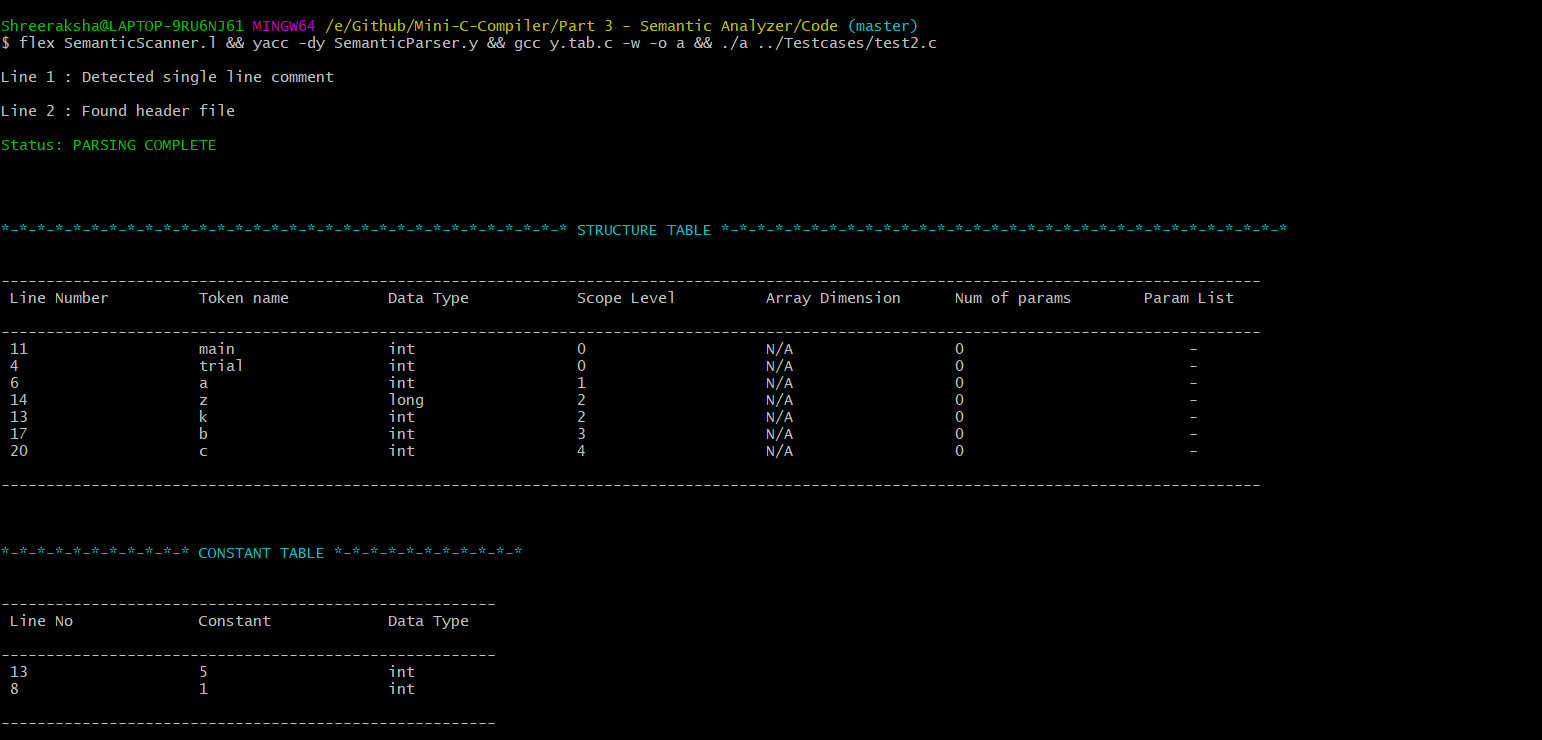 Shreeraksha@LAPTOP-9RU6NJ61 MINGW64 /e/Github/Mini-C-Compiler/Part 3 - Semantic Analyzer/Code (master)
$ flex SemanticScanner.l && yacc -dy SemanticParser.y && gcc y.tab.c -w -o a && ./a ../Testcases/test2.c
Line 1 : Detected single line comment
Line 2 : Found header file
Status: PARSING COMPLETE
*-*-*-*-*-*-*-*-*-*-*-*-*-*-*-*-*-*-*-*-*-*-*-*-*-*-*-*-*-*-*-* STRUCTURE TABLE *-*-*-*-*-*-*-*-*-*-*-*-*-*-*-*-*-*-*-*-*-*-*-*-*-*-*-*-*-*-*-*
--------------------------------------------------------------------------------------------------------------------------------------------
Line Number Token name Data Type Scope Level Array Dimension Num of params Param List
--------------------------------------------------------------------------------------------------------------------------------------------
11 main int 0 N/A 0 -
4 trial int 0 N/A 0 -
6 a int 1 N/A 0 -
14 z long 2 N/A 0 -
13 k int 2 N/A 0 -
17 b int 3 N/A 0 -
20 c int 4 N/A 0 -
--------------------------------------------------------------------------------------------------------------------------------------------
*-*-*-*-*-*-*-*-*-*-* CONSTANT TABLE *-*-*-*-*-*-*-*-*-*-*
-------------------------------------------------------
Line No Constant Data Type
-------------------------------------------------------
13 5 int
8 1 int
-------------------------------------------------------